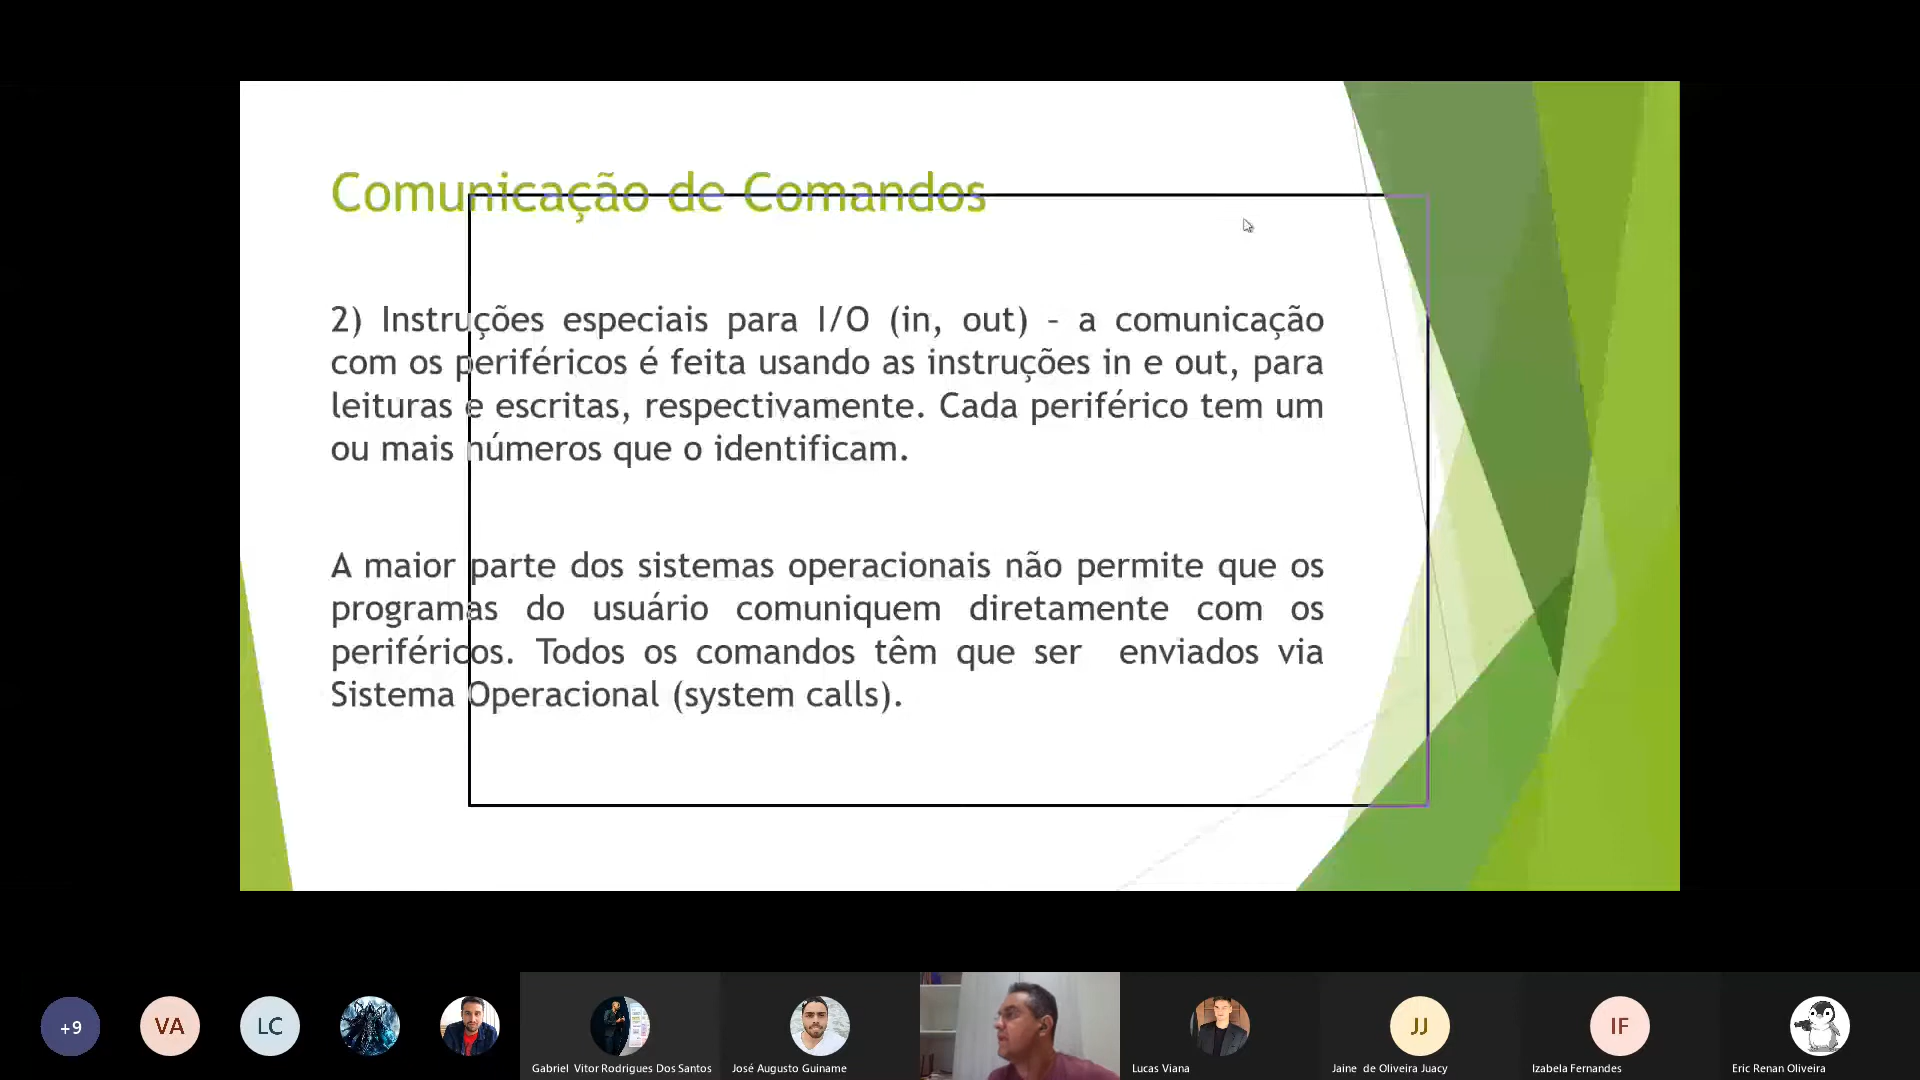 Comunicação de Comandos
2) Instruções especiais para I/O (in, out) – a comunicação
com os periféricos é feita usando as instruções in e out, para
leituras e escritas, respectivamente. Cada periférico tem um
ou mais números que o identificam.
A maior parte dos sistemas operacionais não permite que os
programas do usuário comuniquem diretamente com os
periféricos. Todos os comandos têm que ser enviados via
Sistema Operacional (system calls).
+9
VA
LC
JJ
IF
Gabriel Vitor Rodrigues Dos Santos
José Augusto Guiname
Lucas Viana
Jaine de Oliveira Juacy
Izabela Fernandes
Eric Renan Oliveira